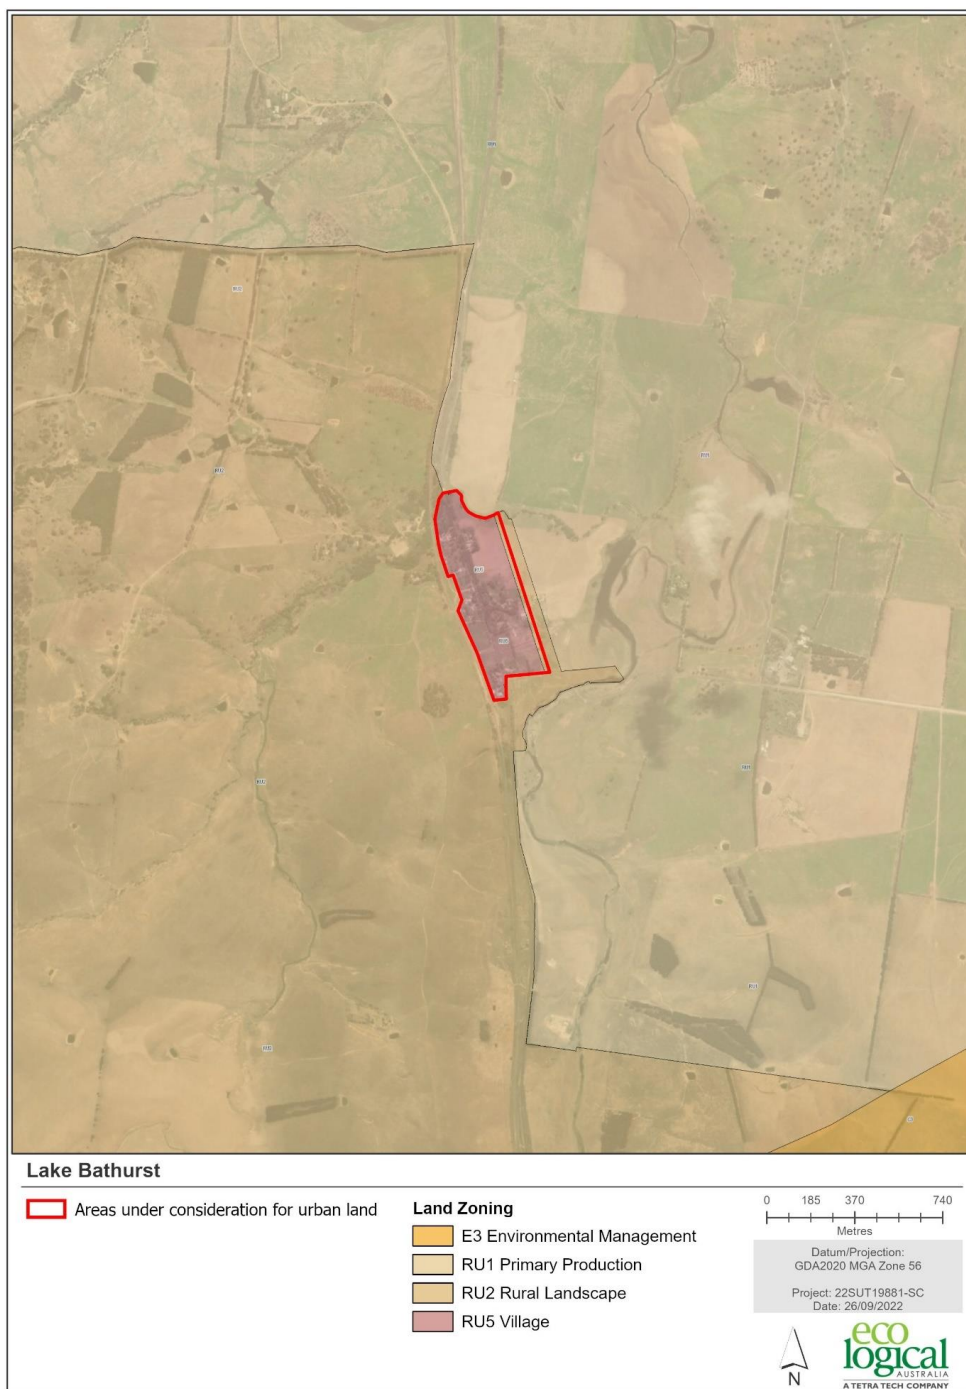 Lake Bathurst
Areas under consideration for urban land
Land Zoning
E3 Environmental Management
RU1 Primary Production
RU2 Rural Landscape
RU5 Village
0 185 370 740
Metres
Datum/Projection:
GDA2020 MGA Zone 56
Project: 22SUT19881-SC
Date: 26/09/2022
N
eco
logical
AUSTRALIA
A TETRA TECH COMPANY